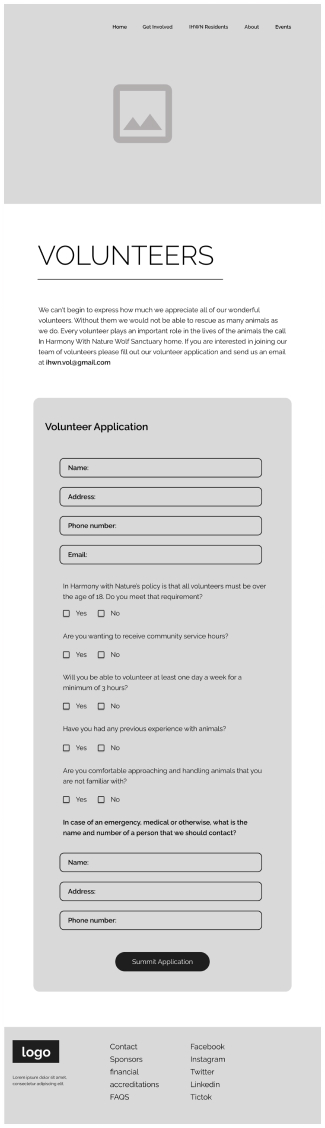 Home Get Involved IHWN Residents About Events
VOLUNTEERS
We can't begin to express how much we appreciate all of our wonderful
volunteers. Without them we would not be able to rescue as many animals as
we do. Every volunteer plays an important role in the lives of the animals the call
In Harmony With Nature Wolf Sanctuary home. If you are interested in joining our
team of volunteers please fill out our volunteer application and send us an email
at ihwn.vol@gmail.com
Volunteer Application
Name:
Address:
Phone number:
Email:
In Harmony with Nature's policy is that all volunteers must be over
the age of 18. Do you meet that requirement?
Yes No
Are you wanting to receive community service hours?
Yes No
Will you be able to volunteer at least one day a week for a
minimum of 3 hours?
Yes No
Have you had any previous experience with animals?
Yes No
Are you comfortable approaching and handling animals that you
are not familiar with?
Yes No
In case of an emergency, medical or otherwise, what is the
name and number of a person that we should contact?
Name:
Address:
Phone number:
Summit Application
logo
Lorem ipsum dolor sit amet,
consectetur adipiscing elit
Contact
Sponsors
financial
accreditations
FAQS
Facebook
Instagram
Twitter
Linkedin
Tictok